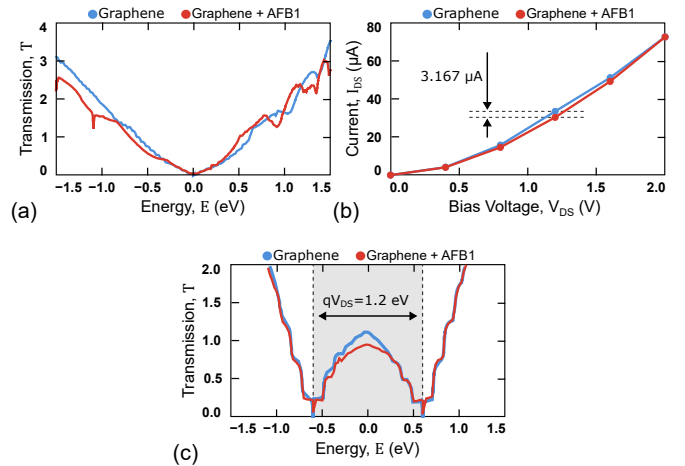 Graphene Graphene + AFB1
4
3
2
1
0
Transmission, T
−1.5 −1.0 −0.5 0.0 0.5 1.0 1.5
Energy, E (eV)
(a)
Graphene Graphene + AFB1
80
60
40
20
0
Current, I_DS (µA)
3.167 µA
0.0 0.5 1.0 1.5 2.0
Bias Voltage, V_DS (V)
(b)
Graphene Graphene + AFB1
2.0
1.5
1.0
0.5
0.0
Transmission, T
qV_DS=1.2 eV
−1.5 −1.0 −0.5 0.0 0.5 1.0 1.5
Energy, E (eV)
(c)